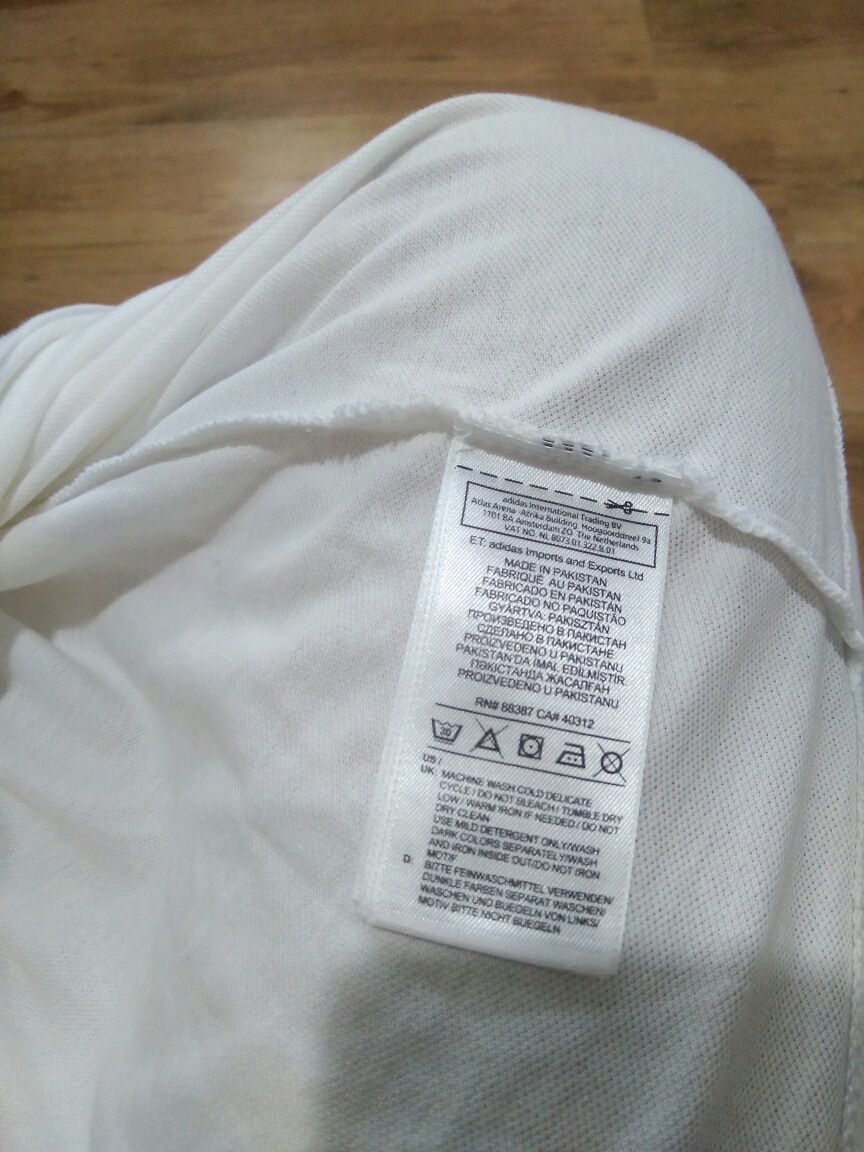 adidas International Trading BV
Atlas Arena -Afrika Building Hoogoorddreef 9a
1101 BA Amsterdam ZO The Netherlands
VAT NO. NL 8073.01.322.B.01
ET: adidas Imports and Exports Ltd
MADE IN PAKISTAN
FABRIQUÉ AU PAKISTAN
FABRICADO EN PAKISTÁN
FABRICADO NO PAQUISTÃO
GYÁRTVA: PAKISZTÁN
ПРОИЗВЕДЕНО В ПАКИСТАН
СДЕЛАНО В ПАКИСТАНЕ
PROIZVEDENO U PAKISTANU
PAKISTAN'DA IMAL EDİLMİŞTİR
ПӘКІСТАНДА ЖАСАЛҒАН
PROIZVEDENO U PAKISTANU
RN# 88387 CA# 40312
30
US /
UK: MACHINE WASH COLD DELICATE
CYCLE / DO NOT BLEACH / TUMBLE DRY
LOW / WARM IRON IF NEEDED / DO NOT
DRY CLEAN
USE MILD DETERGENT ONLY/WASH
DARK COLORS SEPARATELY/WASH
AND IRON INSIDE OUT/DO NOT IRON
MOTIF
D: BITTE FEINWASCHMITTEL VERWENDEN/
DUNKLE FARBEN SEPARAT WASCHEN/
WASCHEN UND BUEGELN VON LINKS/
MOTIV BITTE NICHT BUEGELN